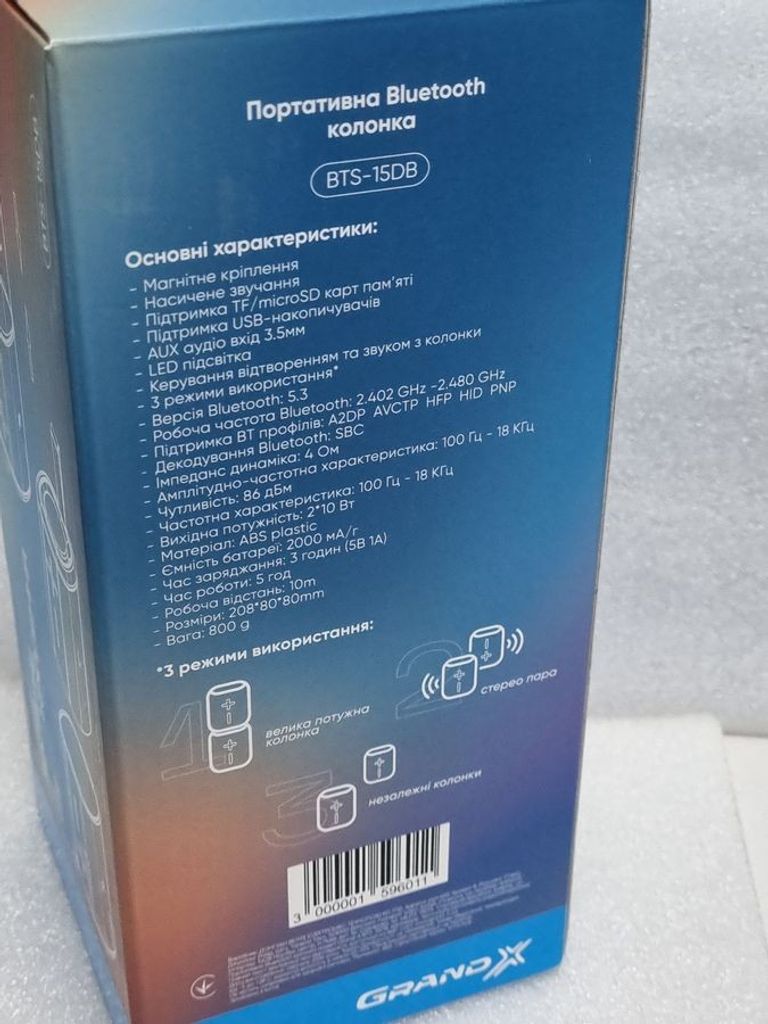 Портативна Bluetooth
колонка
BTS-15DB
Основні характеристики:
- Магнітне кріплення
- Насичене звучання
- Підтримка TF/microSD карт пам'яті
- Підтримка USB-накопичувачів
- AUX аудіо вхід 3.5мм
- LED підсвітка
- Керування відтворенням та звуком з колонки
- 3 режими використання*
- Версія Bluetooth: 5.3
- Робоча частота Bluetooth: 2.402 GHz -2.480 GHz
- Підтримка BT профілів: A2DP AVCTP HFP HID PNP
- Декодування Bluetooth: SBC
- Імпеданс динаміка: 4 Ом
- Амплітудно-частотна характеристика: 100 Гц - 18 КГц
- Чутливість: 86 дБм
- Частотна характеристика: 100 Гц - 18 КГц
- Вихідна потужність: 2*10 Вт
- Матеріал: ABS plastic
- Ємність батареї: 2000 мА/г
- Час заряджання: 3 годин (5В 1А)
- Час роботи: 5 год
- Робоча відстань: 10m
- Розміри: 208*80*80mm
- Вага: 800 g
*3 режими використання:
1
велика потужна
колонка
2
стерео пара
3
незалежні колонки
3 000001 596011
GRAND-X